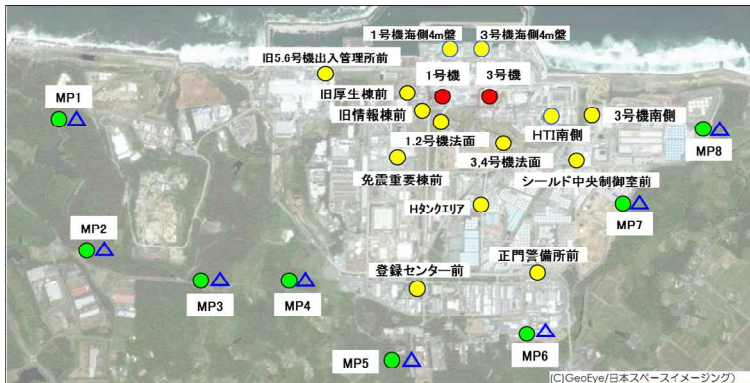 1号機海側4m盤
3号機海側4m盤
旧5.6号機出入管理所前
1号機
3号機
MP1
旧厚生棟前
旧情報棟前
3号機南側
HTI南側
1.2号機法面
MP8
3,4号機法面
免震重要棟前
シールド中央制御室前
Hタンクエリア
MP7
MP2
正門警備所前
登録センター前
MP3
MP4
MP6
MP5
(C)GeoEye/日本スペースイメージング)